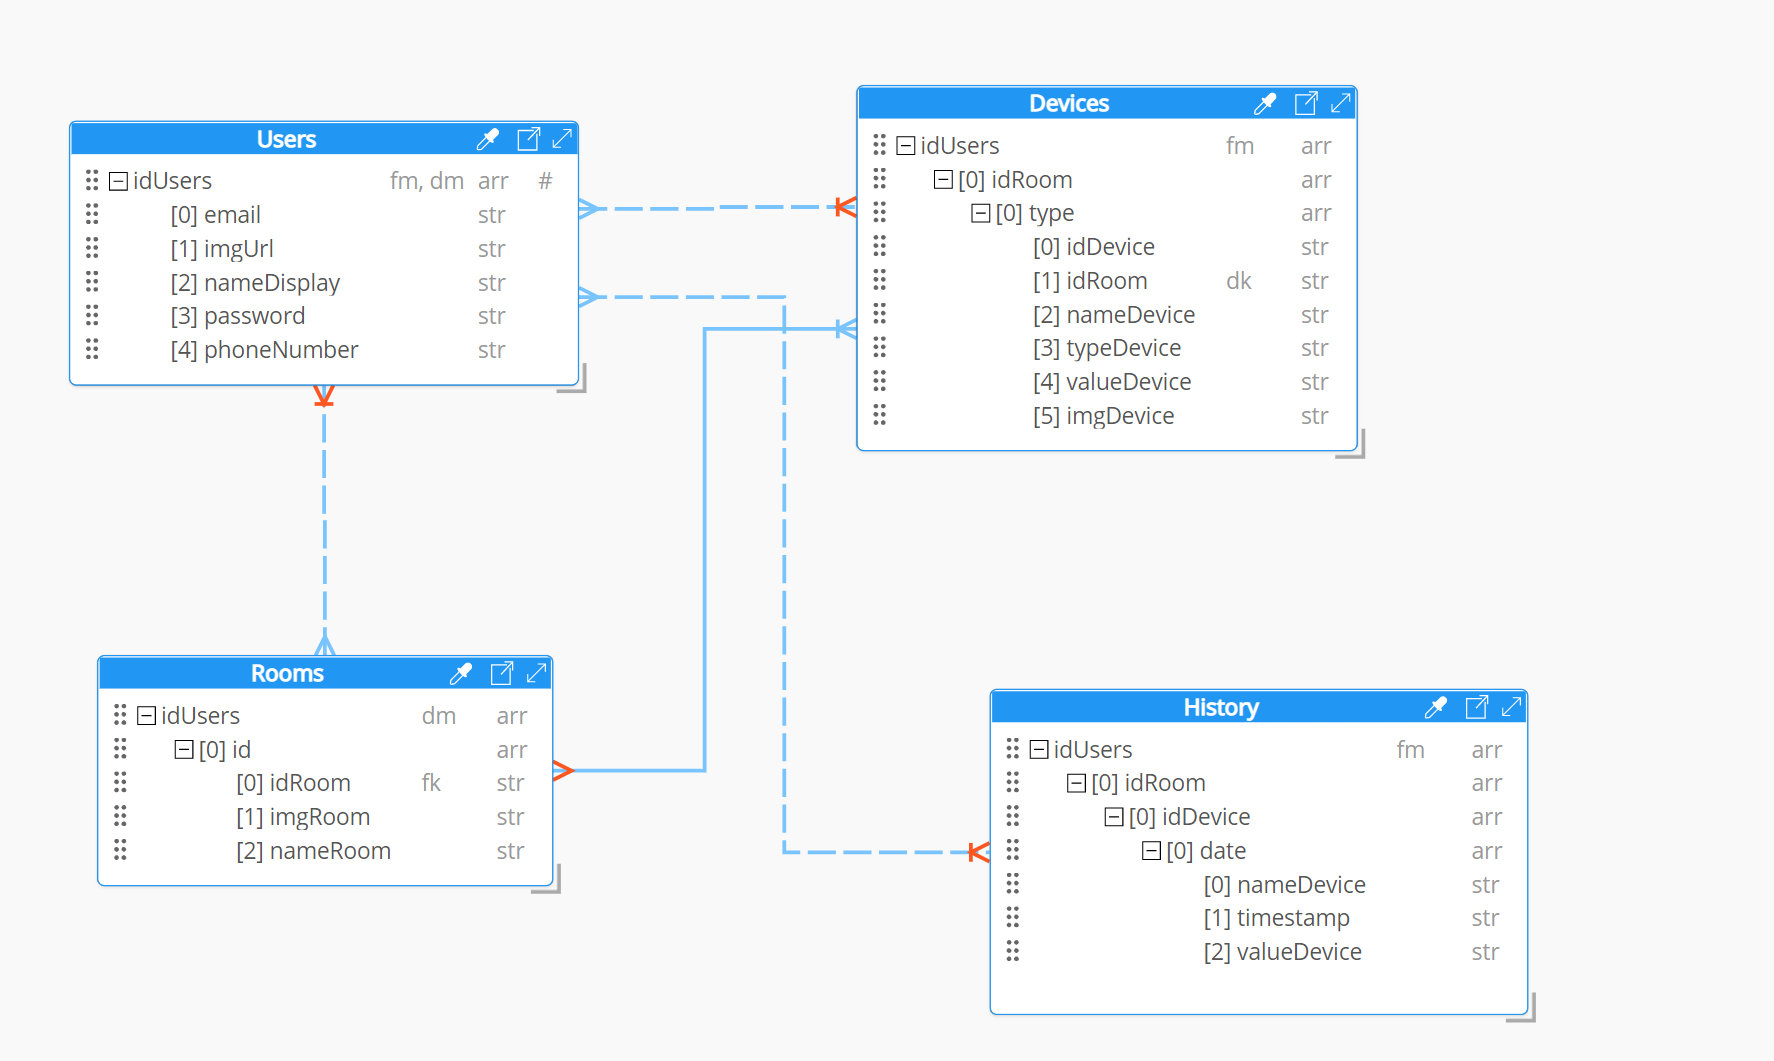 Users
idUsers fm, dm arr #
[0] email str
[1] imgUrl str
[2] nameDisplay str
[3] password str
[4] phoneNumber str
Devices
idUsers fm arr
[0] idRoom arr
[0] type arr
[0] idDevice str
[1] idRoom dk str
[2] nameDevice str
[3] typeDevice str
[4] valueDevice str
[5] imgDevice str
Rooms
idUsers dm arr
[0] id arr
[0] idRoom fk str
[1] imgRoom str
[2] nameRoom str
History
idUsers fm arr
[0] idRoom arr
[0] idDevice arr
[0] date arr
[0] nameDevice str
[1] timestamp str
[2] valueDevice str